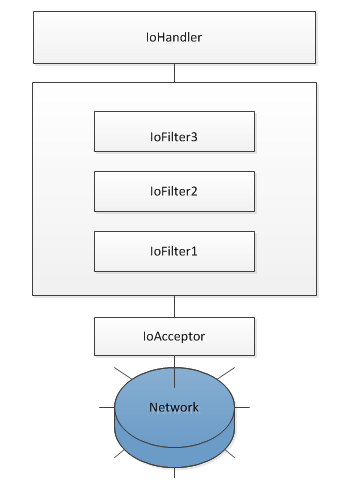 IoHandler
IoFilter3
IoFilter2
IoFilter1
IoAcceptor
Network